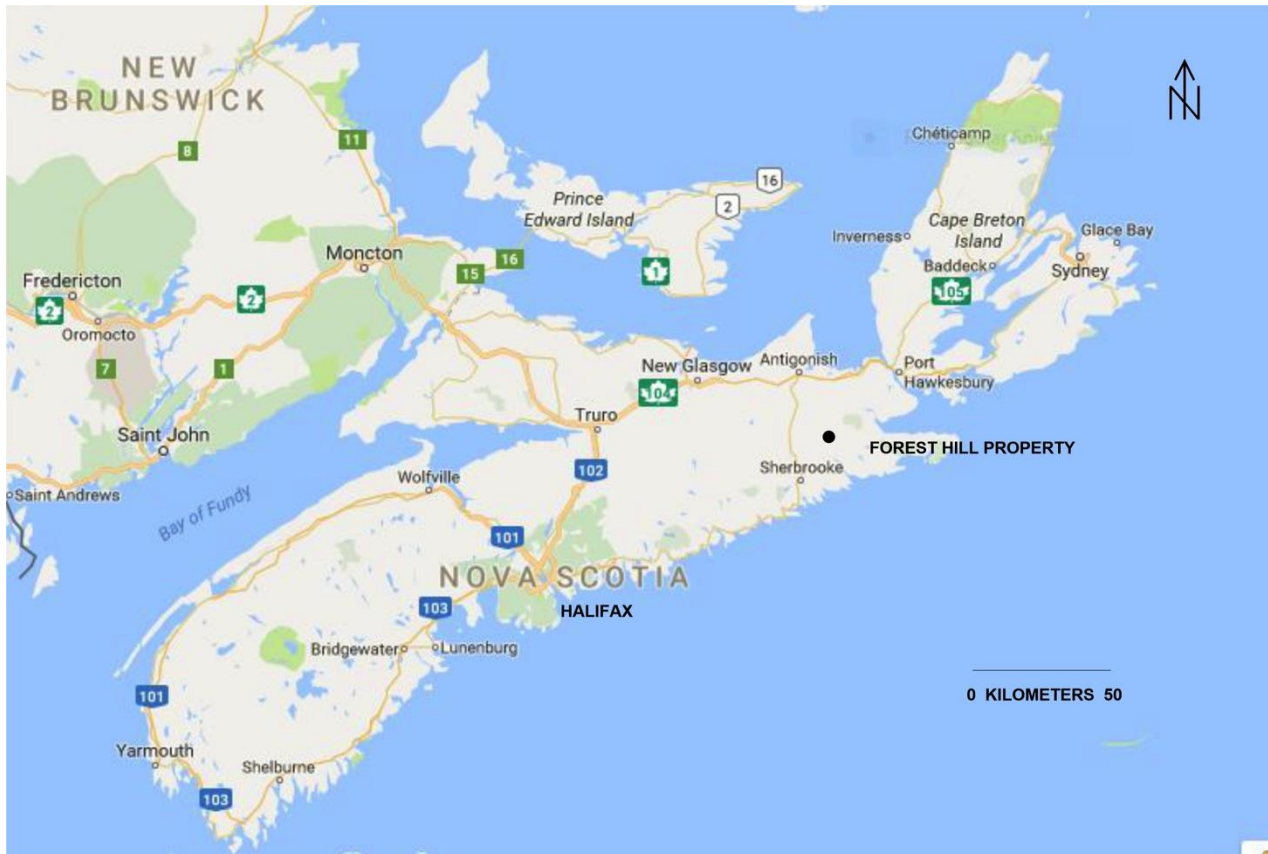 NEW
BRUNSWICK
N
11
8
Chéticamp
16
2
Prince
Edward Island
Cape Breton
Island
Glace Bay
Inverness
Moncton
16
15
1
Baddeck
Sydney
105
Fredericton
2
2
Oromocto
7
1
New Glasgow
Antigonish
Port
Hawkesbury
104
Truro
Saint John
FOREST HILL PROPERTY
102
Sherbrooke
Wolfville
Saint Andrews
Bay of Fundy
101
NOVA SCOTIA
103
HALIFAX
Bridgewater
Lunenburg
101
0 KILOMETERS 50
Yarmouth
Shelburne
103